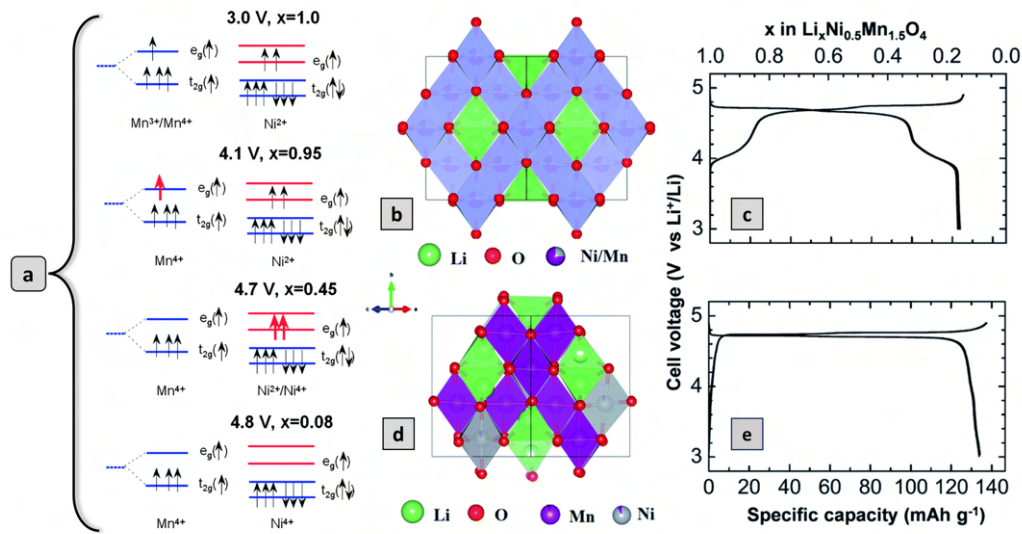 a
3.0 V, x=1.0
eg(↑)
t2g(↑)
Mn3+/Mn4+
eg(↑)
t2g(↑↓)
Ni2+
4.1 V, x=0.95
eg(↑)
t2g(↑)
Mn4+
eg(↑)
t2g(↑↓)
Ni2+
4.7 V, x=0.45
eg(↑)
t2g(↑)
Mn4+
eg(↑)
t2g(↑↓)
Ni2+/Ni4+
4.8 V, x=0.08
eg(↑)
t2g(↑)
Mn4+
eg(↑)
t2g(↑↓)
Ni4+
b
Li O Ni/Mn
d
Li O Mn Ni
x in LixNi0.5Mn1.5O4
1.0 0.8 0.6 0.4 0.2 0.0
5
4
3
c
Cell voltage (V vs Li+/Li)
5
4
3
e
0 20 40 60 80 100 120 140
Specific capacity (mAh g-1)